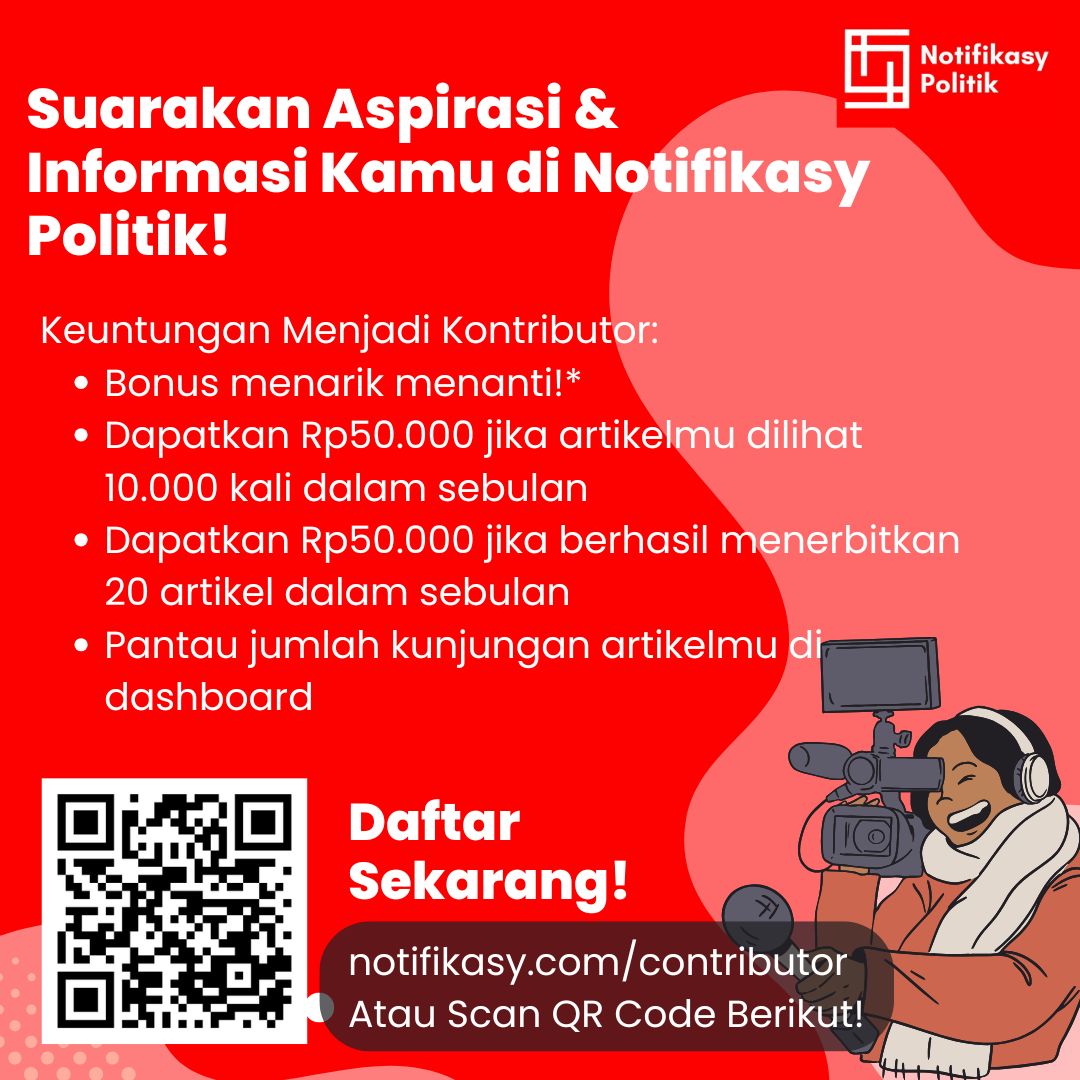 Notifikasy
Politik
Suarakan Aspirasi &
Informasi Kamu di Notifikasy
Politik!
Keuntungan Menjadi Kontributor:
• Bonus menarik menanti!*
• Dapatkan Rp50.000 jika artikelmu dilihat
10.000 kali dalam sebulan
• Dapatkan Rp50.000 jika berhasil menerbitkan
20 artikel dalam sebulan
• Pantau jumlah kunjungan artikelmu di
dashboard
Daftar
Sekarang!
notifikasy.com/contributor
Atau Scan QR Code Berikut!